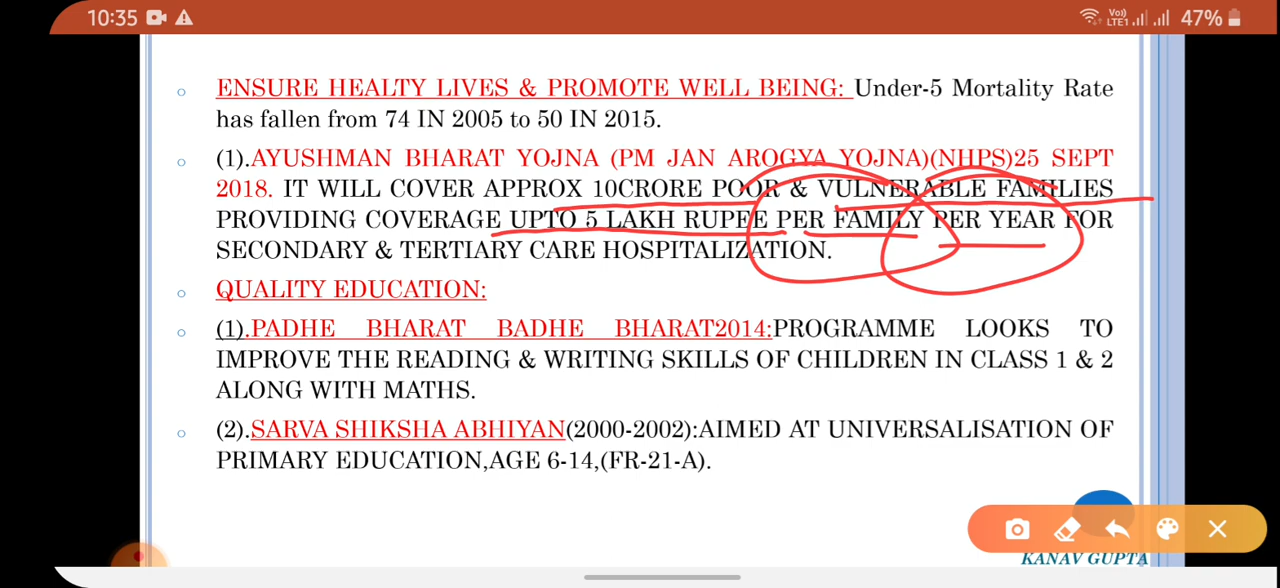 10:35 Vo) LTE1 47%
ENSURE HEALTY LIVES & PROMOTE WELL BEING: Under-5 Mortality Rate
has fallen from 74 IN 2005 to 50 IN 2015.
(1).AYUSHMAN BHARAT YOJNA (PM JAN AROGYA YOJNA)(NHPS)25 SEPT
2018. IT WILL COVER APPROX 10CRORE POOR & VULNERABLE FAMILIES
PROVIDING COVERAGE UPTO 5 LAKH RUPEE PER FAMILY PER YEAR FOR
SECONDARY & TERTIARY CARE HOSPITALIZATION.
QUALITY EDUCATION:
(1).PADHE BHARAT BADHE BHARAT2014:PROGRAMME LOOKS TO
IMPROVE THE READING & WRITING SKILLS OF CHILDREN IN CLASS 1 & 2
ALONG WITH MATHS.
(2).SARVA SHIKSHA ABHIYAN(2000-2002):AIMED AT UNIVERSALISATION OF
PRIMARY EDUCATION,AGE 6-14,(FR-21-A).
KANAV GUPTA